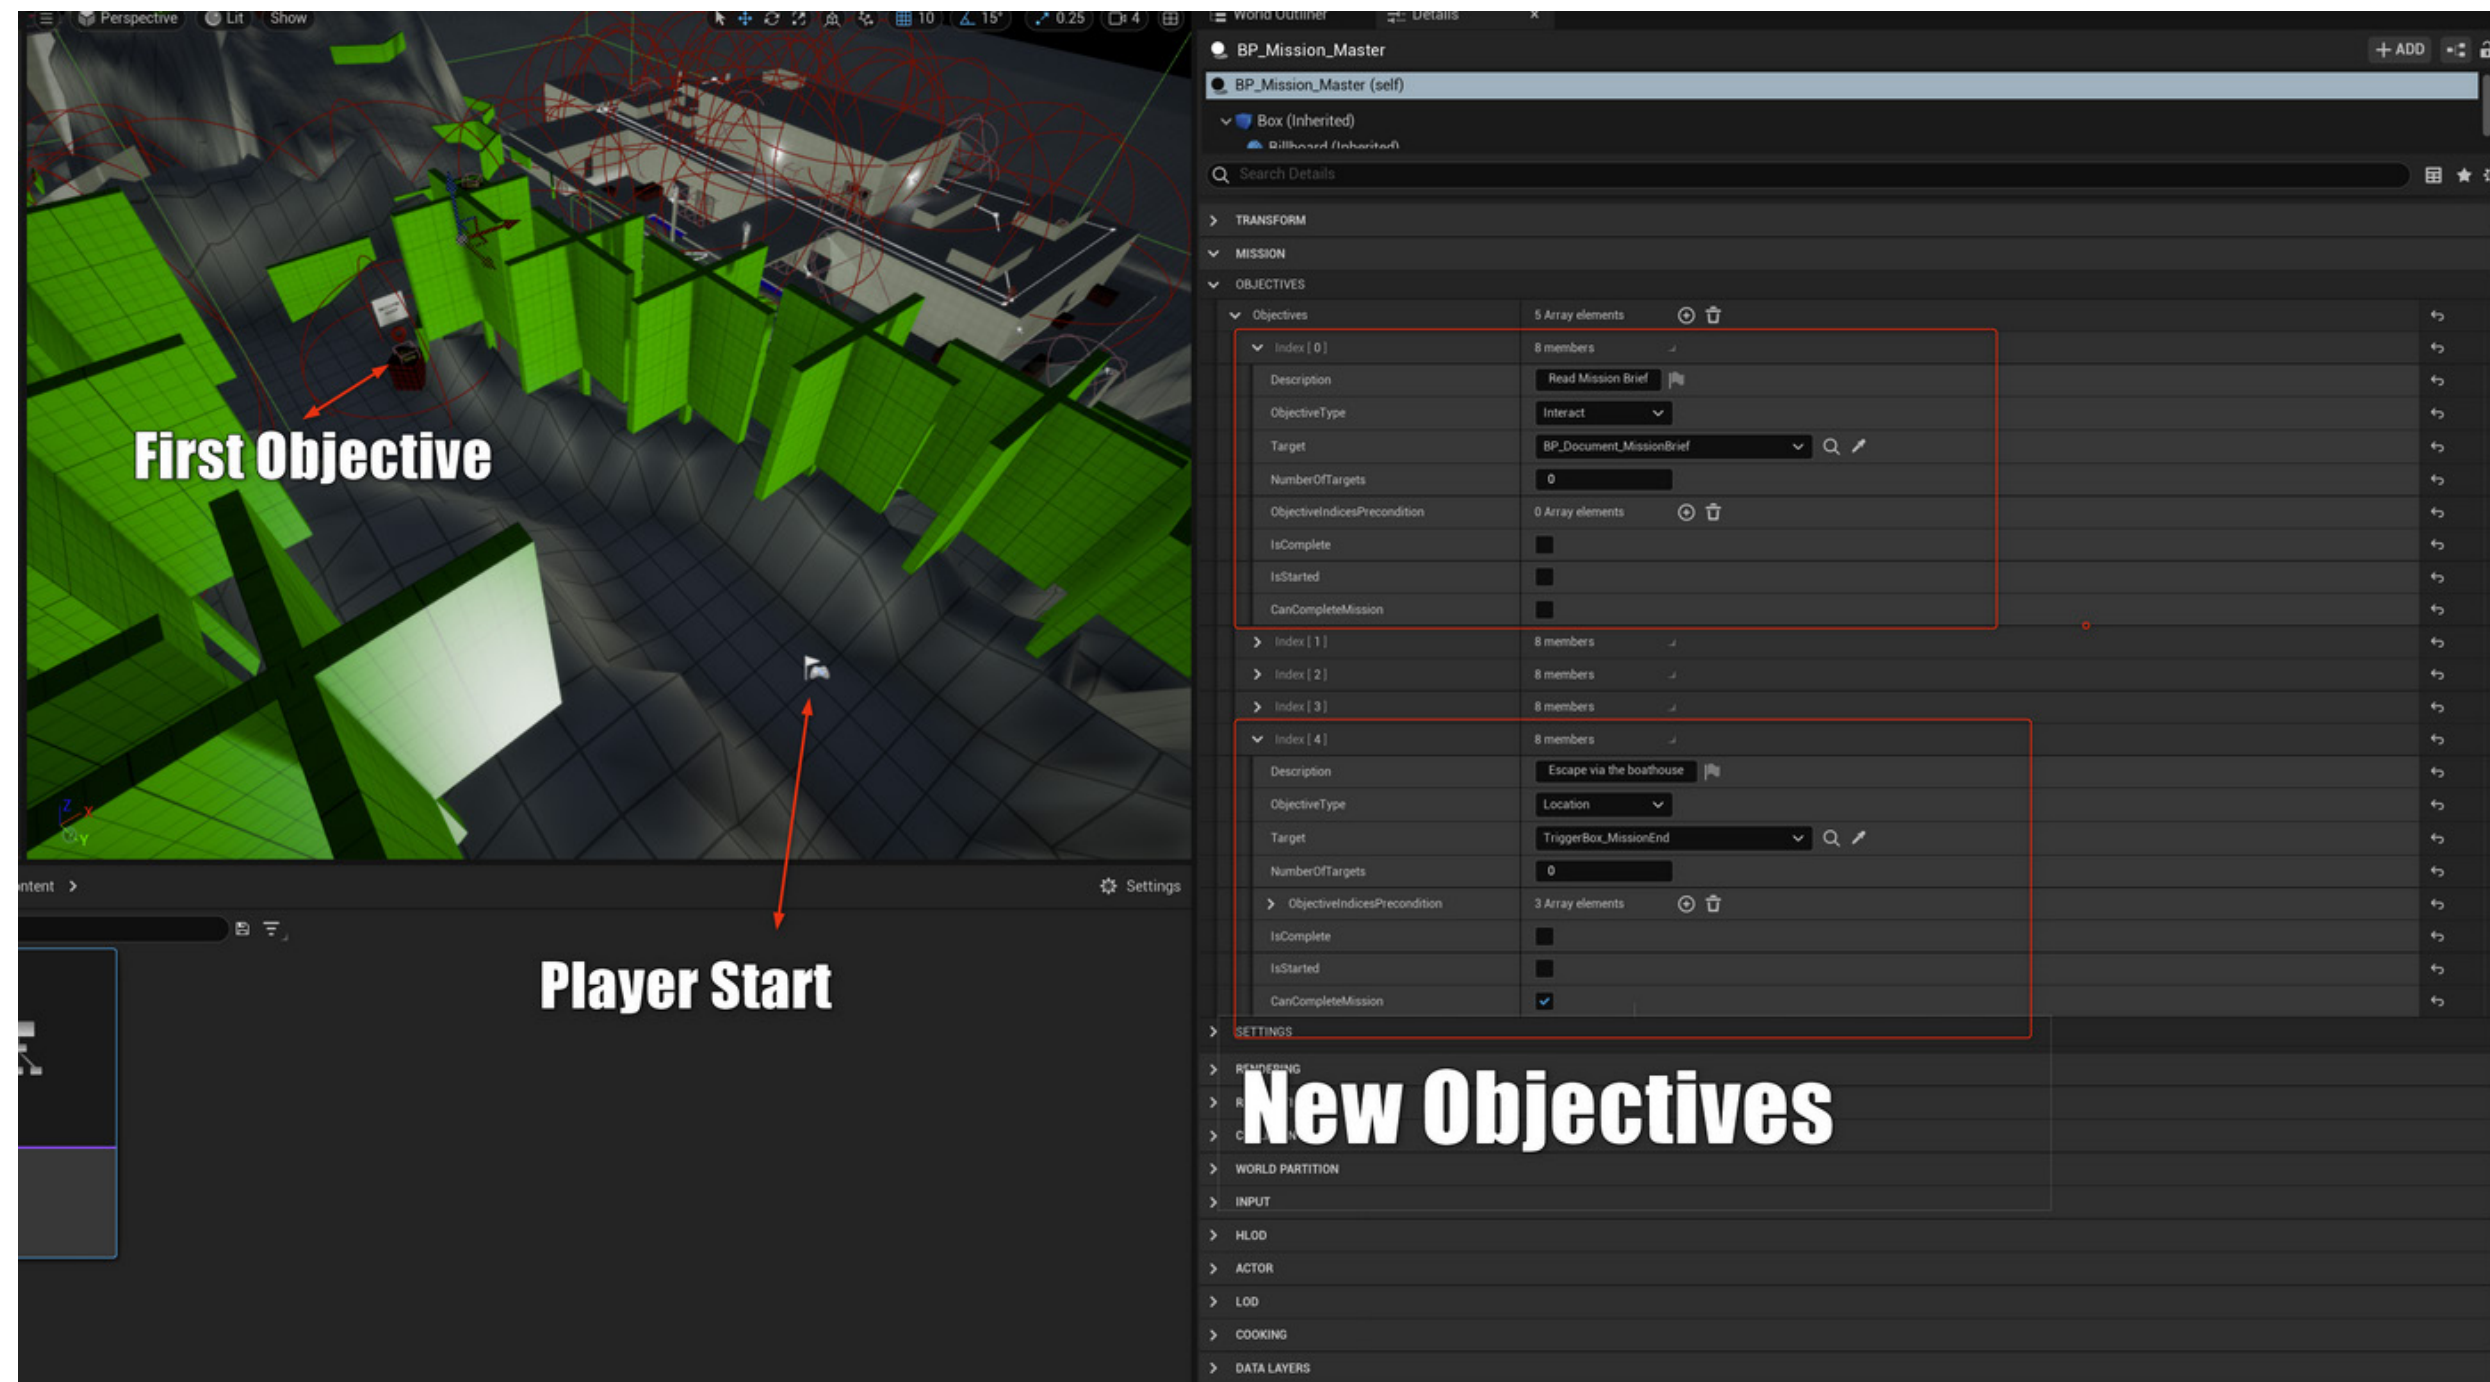 Perspective Lit Show 10 15° 0.25 4
World Outliner Details
BP_Mission_Master
+ ADD
BP_Mission_Master (self)
Box (Inherited)
Billboard (Inherited)
Search Details
TRANSFORM
MISSION
OBJECTIVES
Objectives 5 Array elements
Index [ 0 ] 8 members
Description Read Mission Brief
ObjectiveType Interact
Target BP_Document_MissionBrief
NumberOfTargets 0
ObjectiveIndicesPrecondition 0 Array elements
IsComplete
IsStarted
CanCompleteMission
Index [ 1 ] 8 members
Index [ 2 ] 8 members
Index [ 3 ] 8 members
Index [ 4 ] 8 members
Description Escape via the boathouse
ObjectiveType Location
Target TriggerBox_MissionEnd
NumberOfTargets 0
ObjectiveIndicesPrecondition 3 Array elements
IsComplete
IsStarted
CanCompleteMission
SETTINGS
RENDERING
New Objectives
WORLD PARTITION
INPUT
HLOD
ACTOR
LOD
COOKING
DATA LAYERS
First Objective
Z X
Y
Settings
Player Start